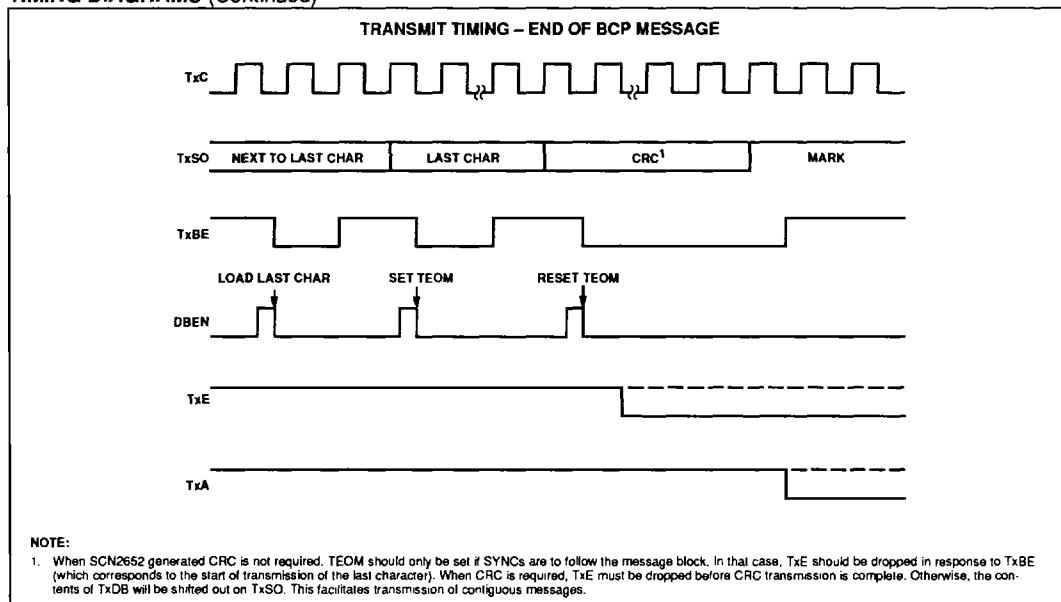 TIMING DIAGRAMS (Continued)
TRANSMIT TIMING – END OF BCP MESSAGE
TxC
TxSO NEXT TO LAST CHAR LAST CHAR CRC1 MARK
TxBE
LOAD LAST CHAR SET TEOM RESET TEOM
DBEN
TxE
TxA
NOTE:
1. When SCN2652 generated CRC is not required. TEOM should only be set if SYNCs are to follow the message block. In that case, TxE should be dropped in response to TxBE
(which corresponds to the start of transmission of the last character). When CRC is required, TxE must be dropped before CRC transmission is complete. Otherwise, the con-
tents of TxDB will be shifted out on TxSO. This facilitates transmission of contiguous messages.